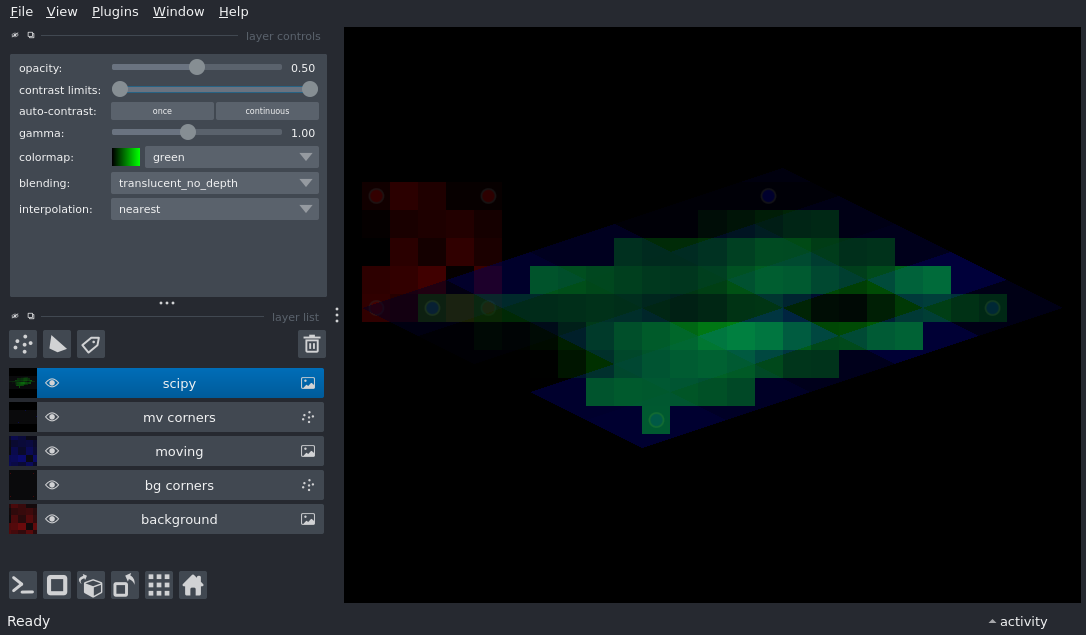 File View Plugins Window Help
layer controls
opacity: 0.50
contrast limits:
auto-contrast: once continuous
gamma: 1.00
colormap: green
blending: translucent_no_depth
interpolation: nearest
layer list
scipy
mv corners
moving
bg corners
background
Ready
activity